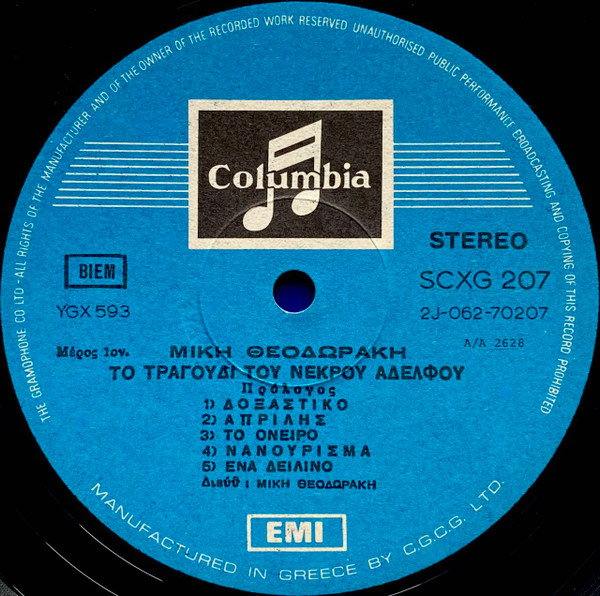 THE GRAMOPHONE CO LTD - ALL RIGHTS OF THE MANUFACTURER AND OF THE OWNER OF THE RECORDED WORK RESERVED UNAUTHORISED PUBLIC PERFORMANCE BROADCASTING AND COPYING OF THIS RECORD PROHIBITED
Columbia
STEREO
BIEM
SCXG 207
YGX 593
2J-062-70207
A/A 2628
Μέρος 1ον.
ΜΙΚΗ ΘΕΟΔΩΡΑΚΗ
ΤΟ ΤΡΑΓΟΥΔΙ ΤΟΥ ΝΕΚΡΟΥ ΑΔΕΛΦΟΥ
Πρόλογος
1) ΔΟΞΑΣΤΙΚΟ
2) ΑΠΡΙΛΗΣ
3) ΤΟ ΟΝΕΙΡΟ
4) ΝΑΝΟΥΡΙΣΜΑ
5) ΕΝΑ ΔΕΙΛΙΝΟ
Διεύθ: ΜΙΚΗ ΘΕΟΔΩΡΑΚΗ
EMI
MANUFACTURED IN GREECE BY C.G.C.G. LTD.